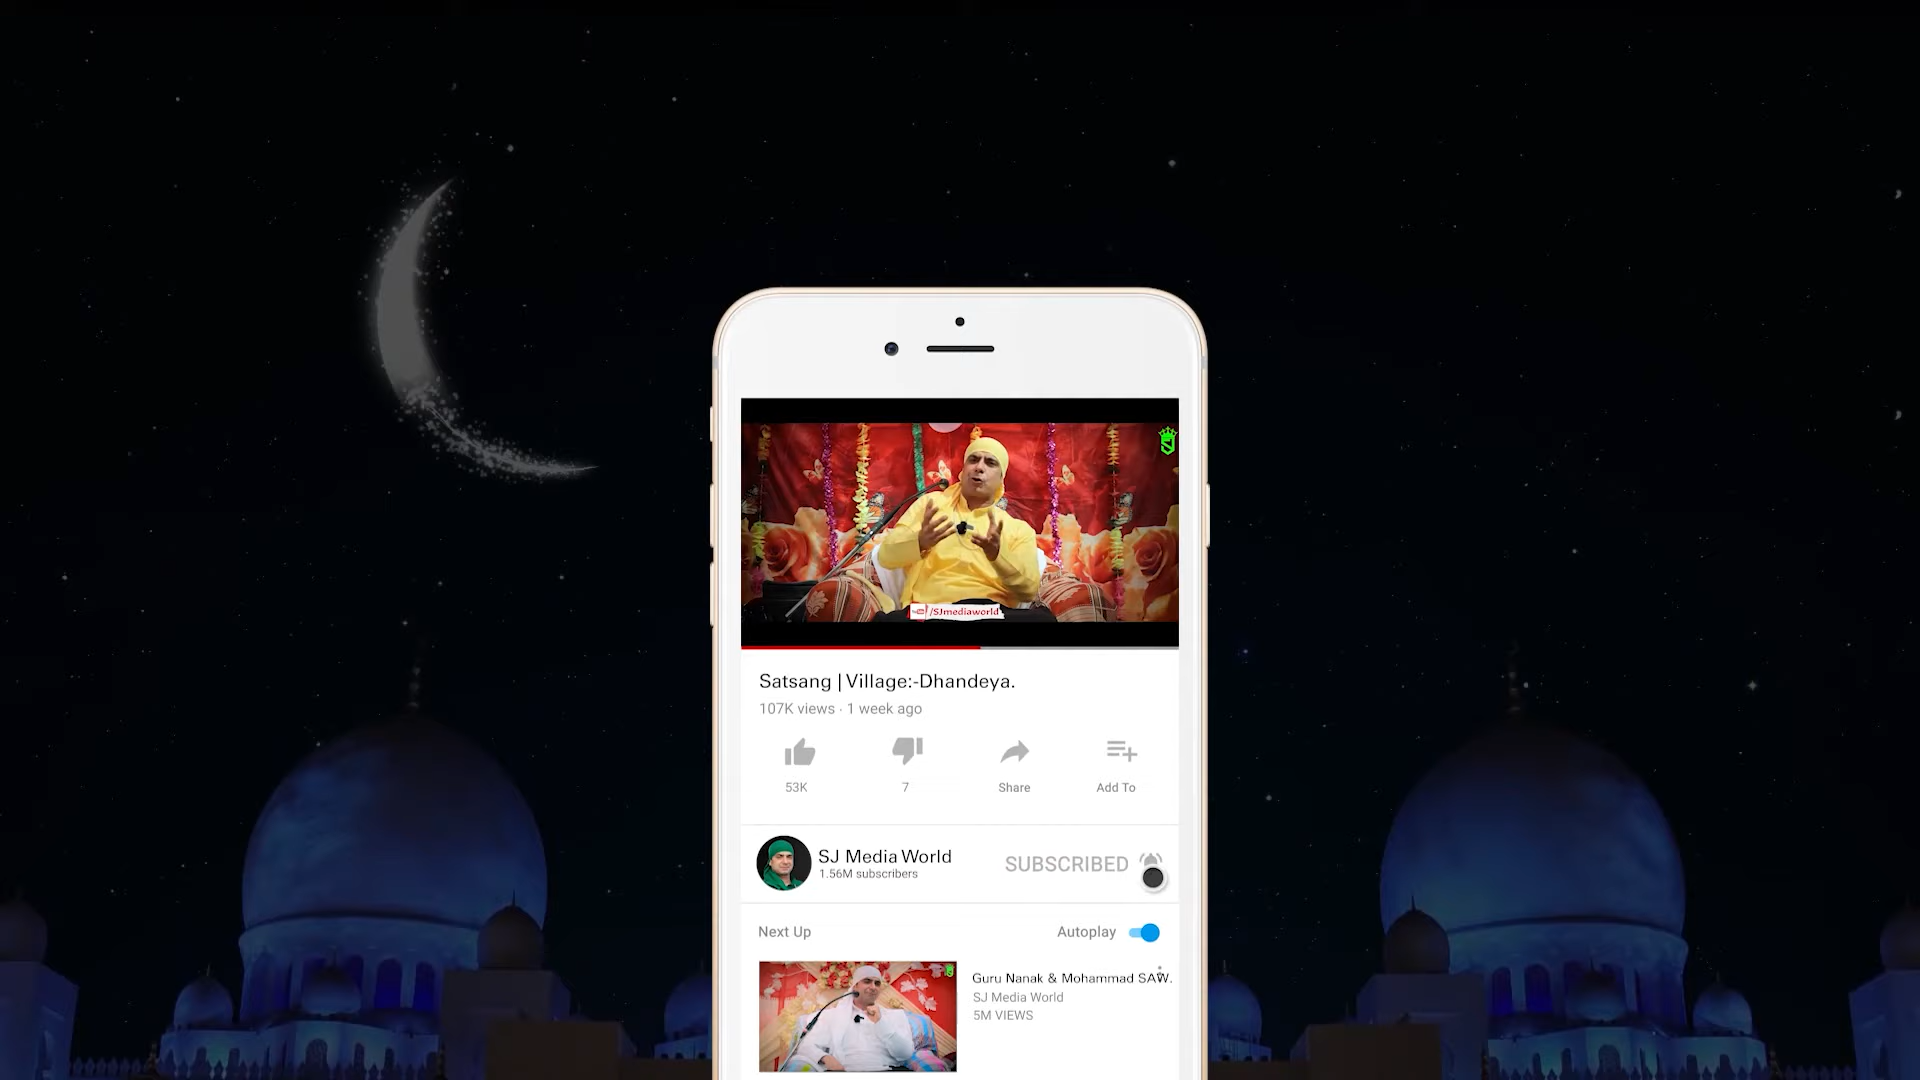 /SJmediaworld
Satsang | Village:-Dhandeya.
107K views · 1 week ago
53K
7
Share
Add To
SJ Media World
1.56M subscribers
SUBSCRIBED
Next Up
Autoplay
Guru Nanak & Mohammad SAW.
SJ Media World
5M VIEWS